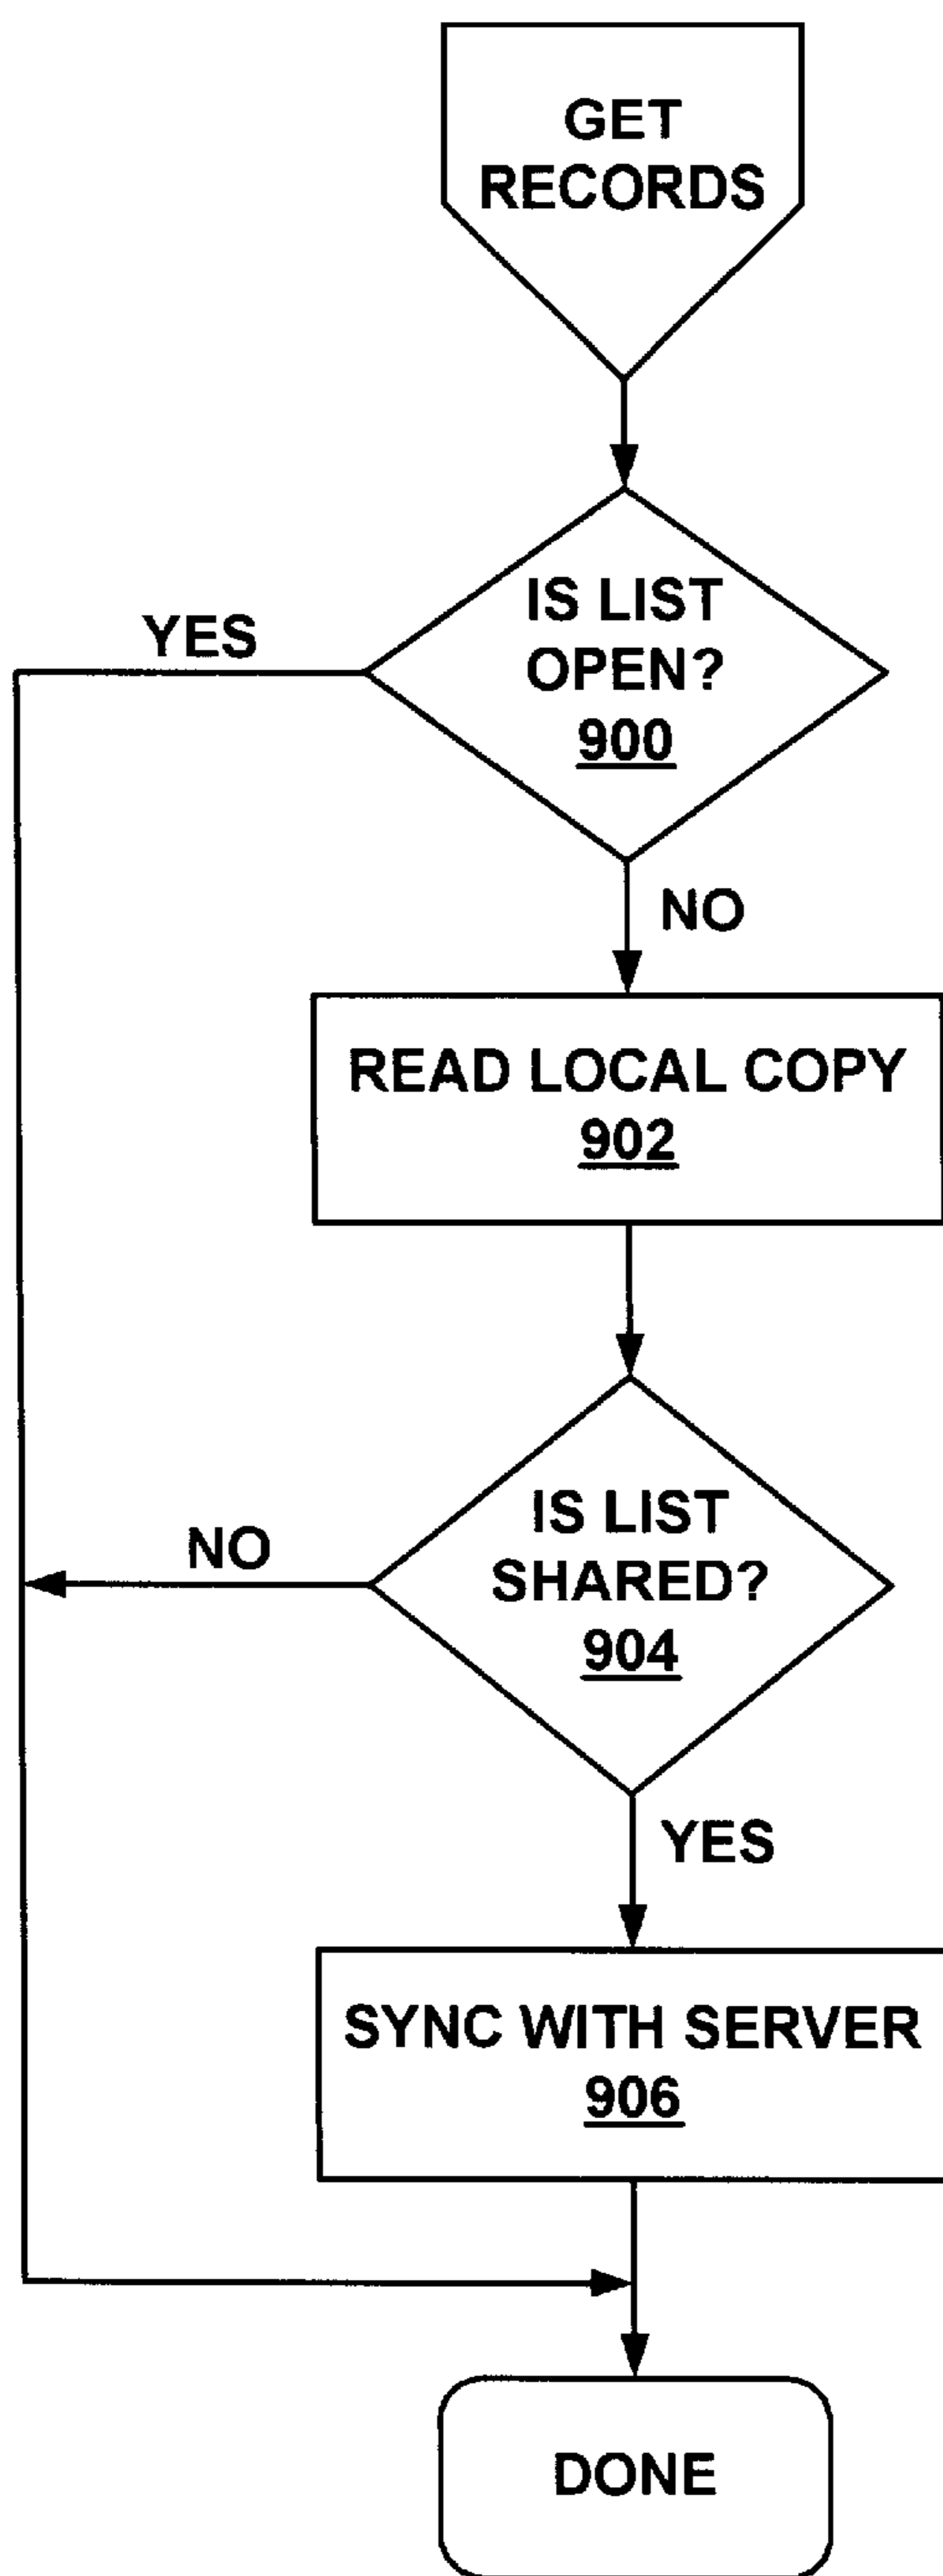 GET
RECORDS
IS LIST
OPEN?
900
YES
NO
READ LOCAL COPY
902
IS LIST
SHARED?
904
NO
YES
SYNC WITH SERVER
906
DONE